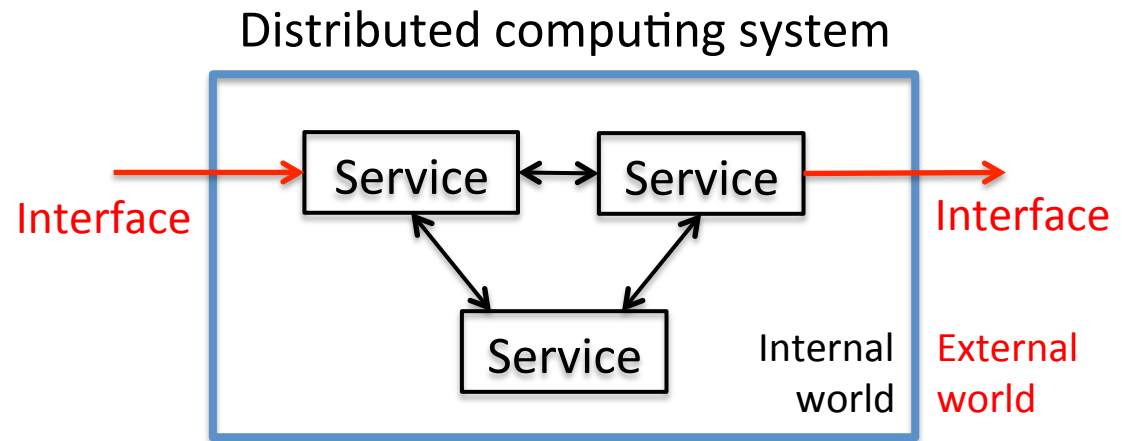 Distributed computing system
Service
Service
Interface
Interface
Service
Internal
world
External
world